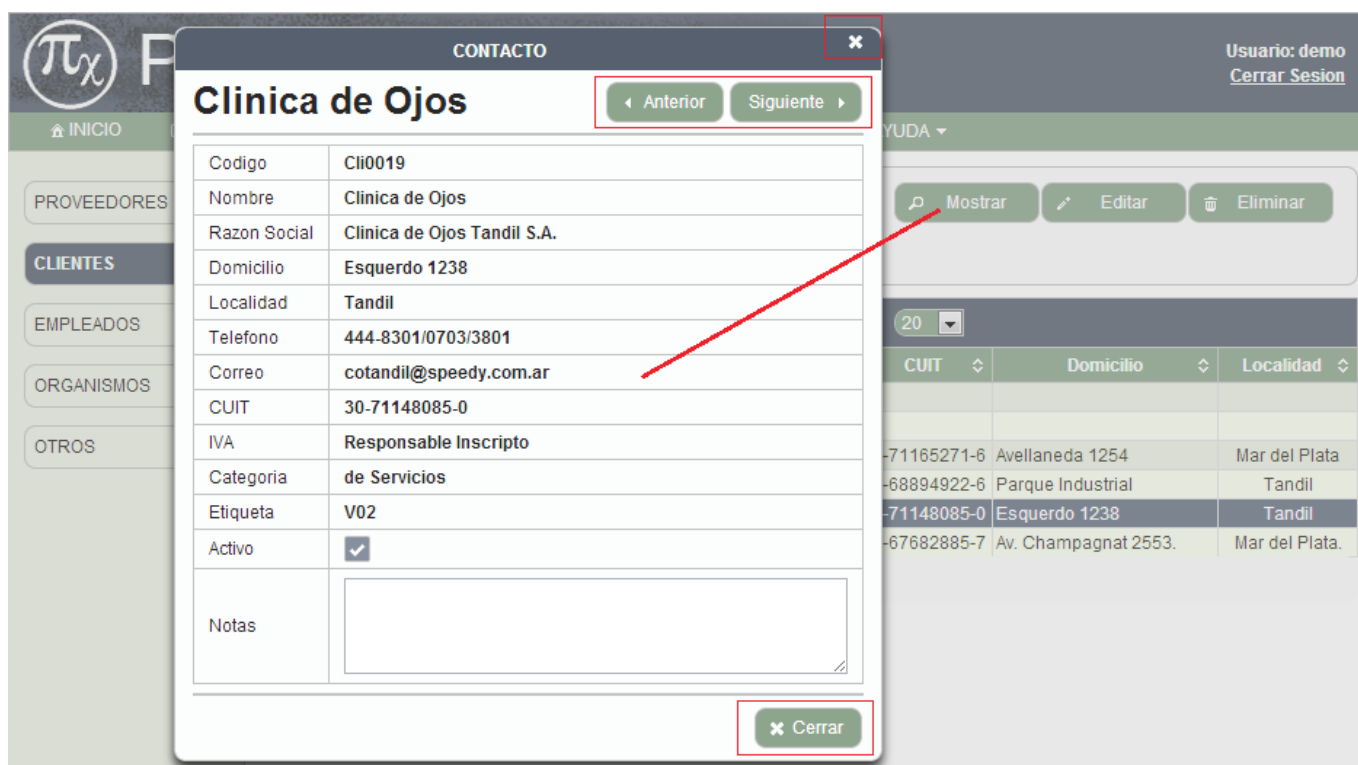 πχ P
CONTACTO
Usuario: demo
Cerrar Sesion
Clinica de Ojos
Anterior
Siguiente
INICIO
YUDA
Codigo Cli0019
Nombre Clinica de Ojos
Razon Social Clinica de Ojos Tandil S.A.
Domicilio Esquerdo 1238
Localidad Tandil
Telefono 444-8301/0703/3801
Correo cotandil@speedy.com.ar
CUIT 30-71148085-0
IVA Responsable Inscripto
Categoria de Servicios
Etiqueta V02
Activo
Notas
Cerrar
PROVEEDORES
CLIENTES
EMPLEADOS
ORGANISMOS
OTROS
Mostrar
Editar
Eliminar
20
CUIT Domicilio Localidad
-71165271-6 Avellaneda 1254 Mar del Plata
-68894922-6 Parque Industrial Tandil
-71148085-0 Esquerdo 1238 Tandil
-67682885-7 Av. Champagnat 2553. Mar del Plata.